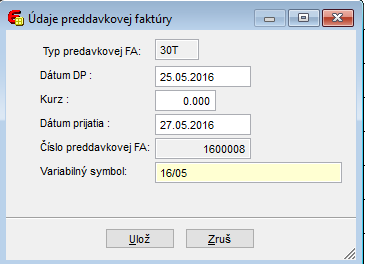 Údaje preddavkovej faktúry
Typ predavkovej FA: 30T
Dátum DP : 25.05.2016
Kurz : 0.000
Dátum prijatia : 27.05.2016
Číslo preddavkovej FA: 1600008
Variabilný symbol: 16/05
Ulož Zruš